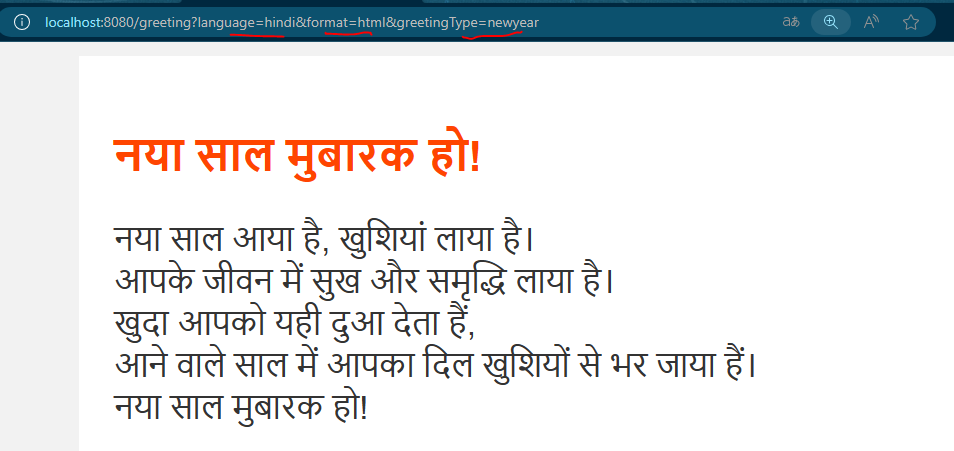 localhost:8080/greeting?language=hindi&format=html&greetingType=newyear
नया साल मुबारक हो!
नया साल आया है, खुशियां लाया है।
आपके जीवन में सुख और समृद्धि लाया है।
खुदा आपको यही दुआ देता हैं,
आने वाले साल में आपका दिल खुशियों से भर जाया हैं।
नया साल मुबारक हो!